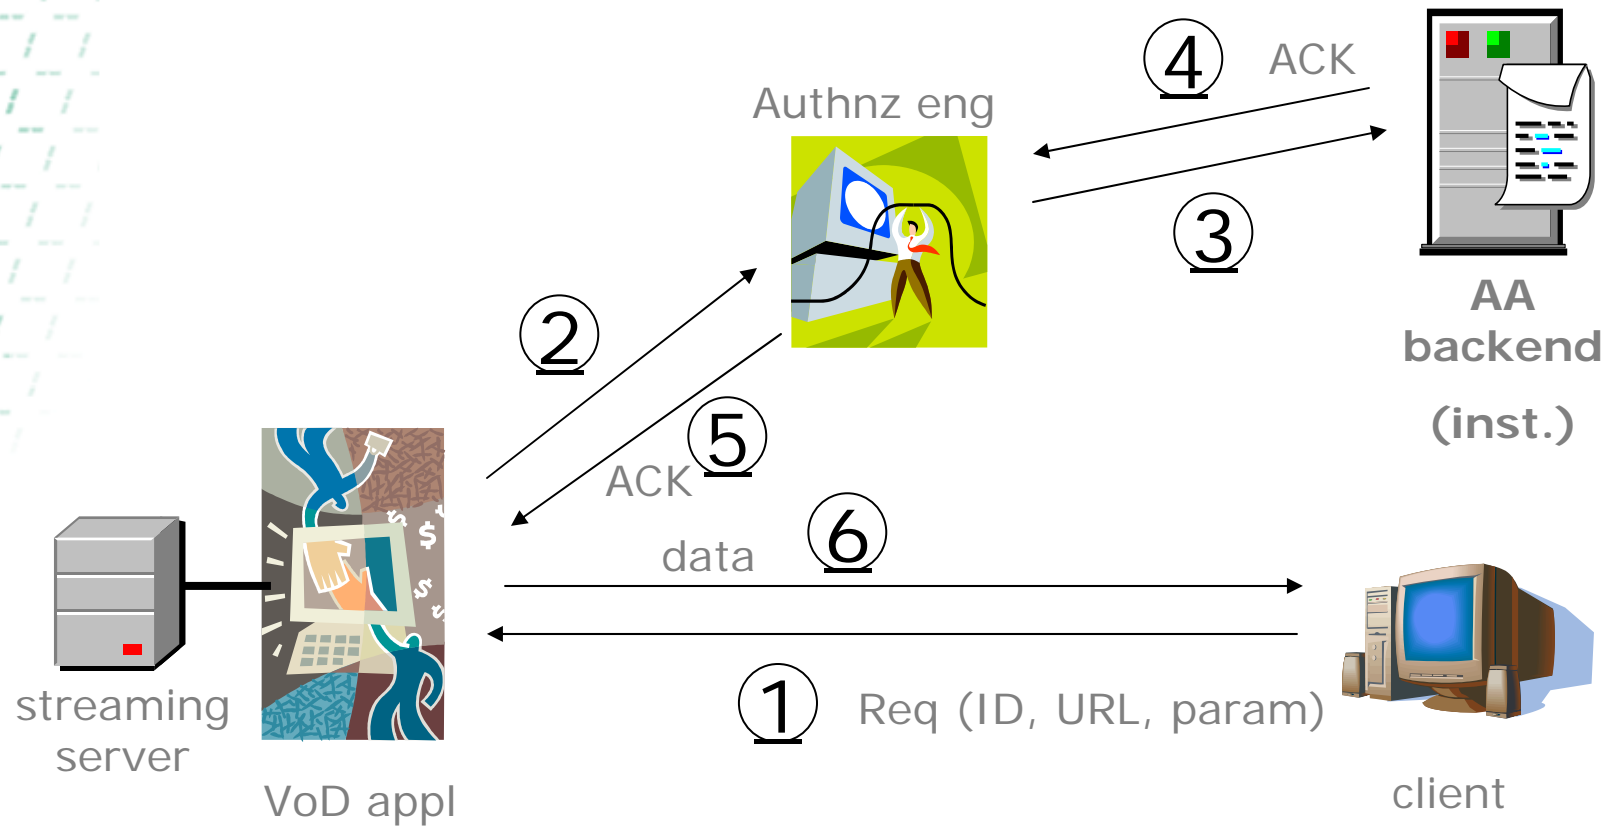 4
ACK
Authnz eng
3
AA
backend
(inst.)
2
5
ACK
6
data
streaming
server
1
Req (ID, URL, param)
VoD appl
client